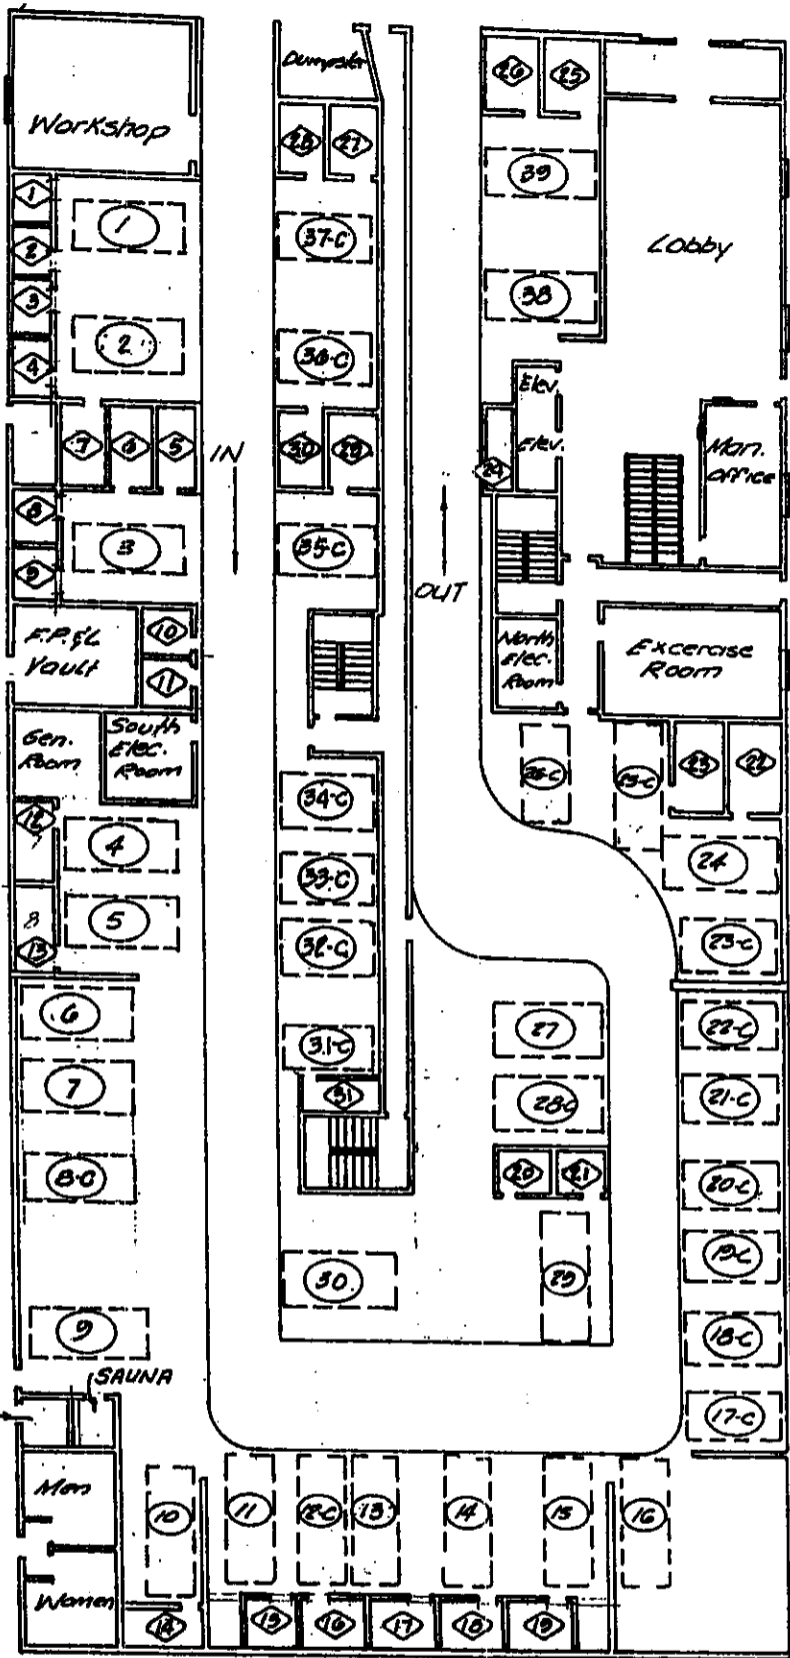 Dumpster
26
25
Workshop
28
27
1
1
39
Lobby
2
37-C
3
38
2
36-C
4
Elev.
7
6
5
IN
30
29
Elev.
24
Man.
Office
8
3
35-C
9
OUT
F.P.&L
Vault
10
North
Elec.
Room
Excercise
Room
11
Gen.
Room
South
Elec.
Room
26-C
25-C
23
22
34-C
12
7
4
24
33-C
8
5
13
32-C
23-C
6
27
22-C
31-C
7
31
28-C
21-C
8-C
20
21
20-C
19-C
30
29
9
18-C
SAUNA
17-C
Men
10
11
12-C
13
14
15
16
Women
14
15
16
17
18
19